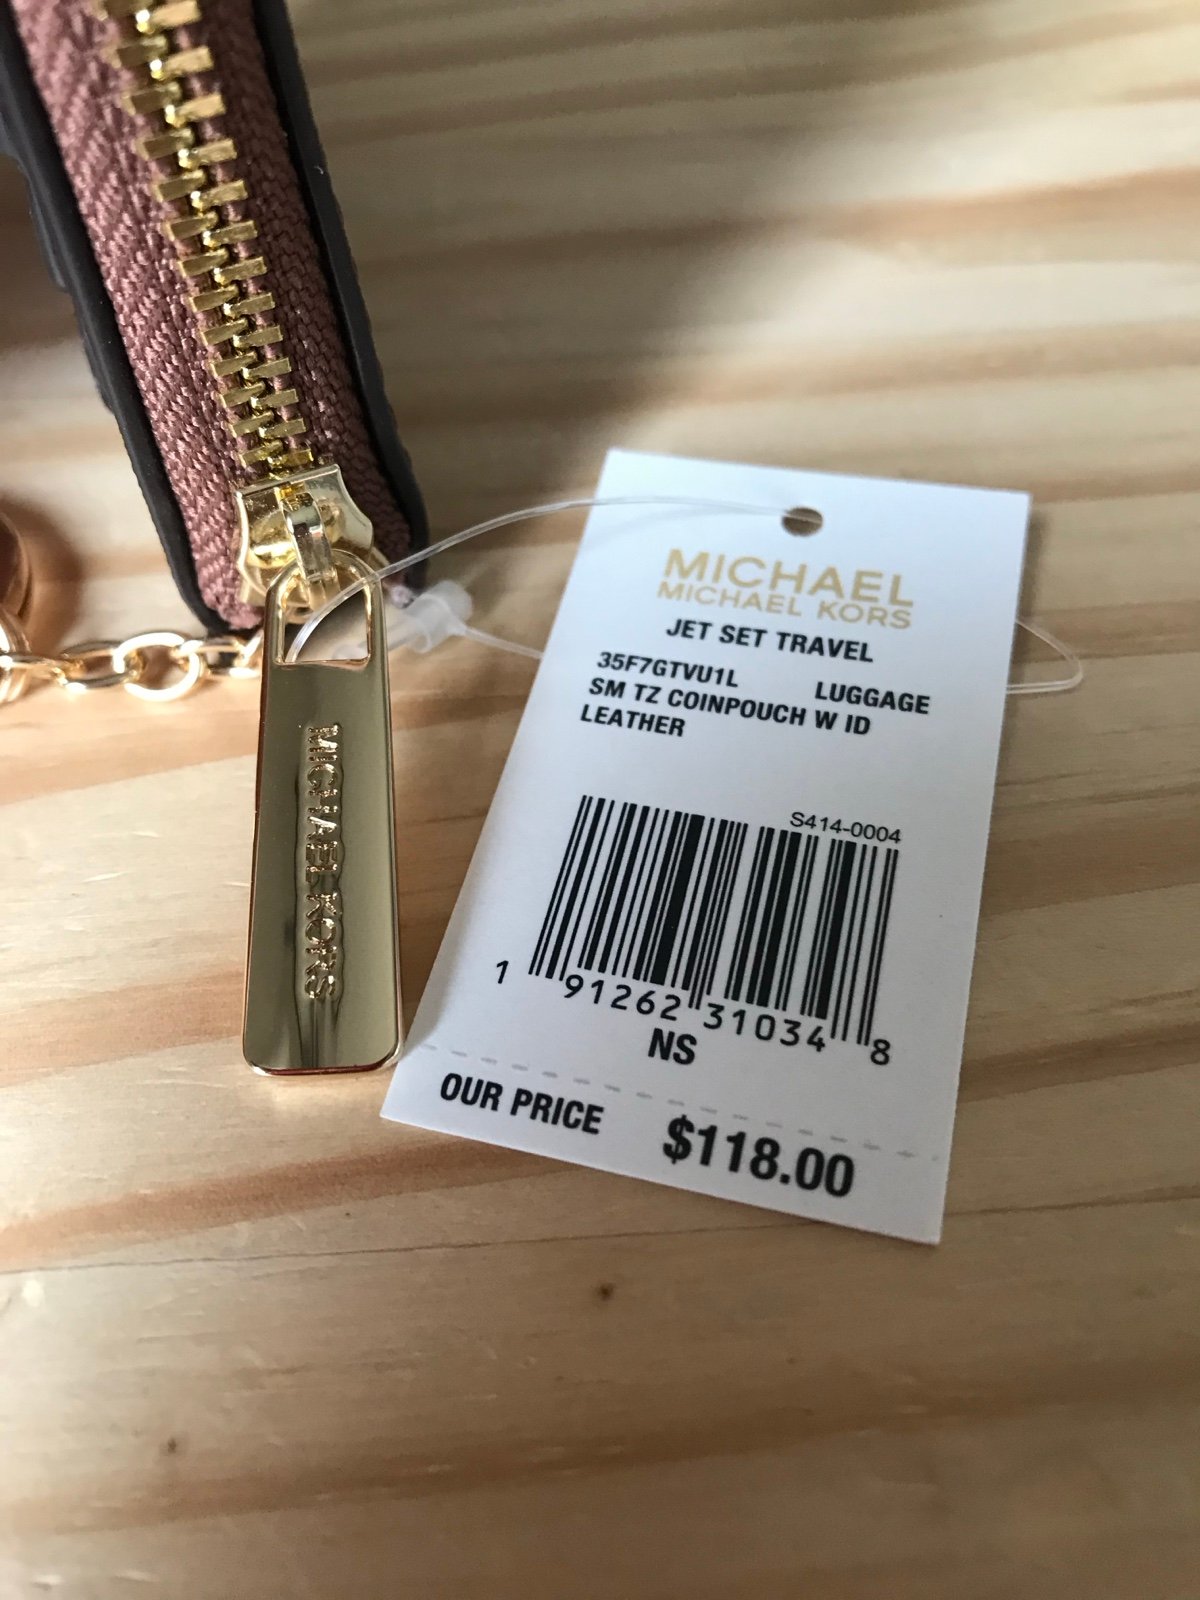 MICHAEL
MICHAEL KORS
JET SET TRAVEL
35F7GTVU1L LUGGAGE
SM TZ COINPOUCH W ID
LEATHER
S414-0004
1 91262 31034 8
NS
OUR PRICE $118.00
MICHAEL KORS